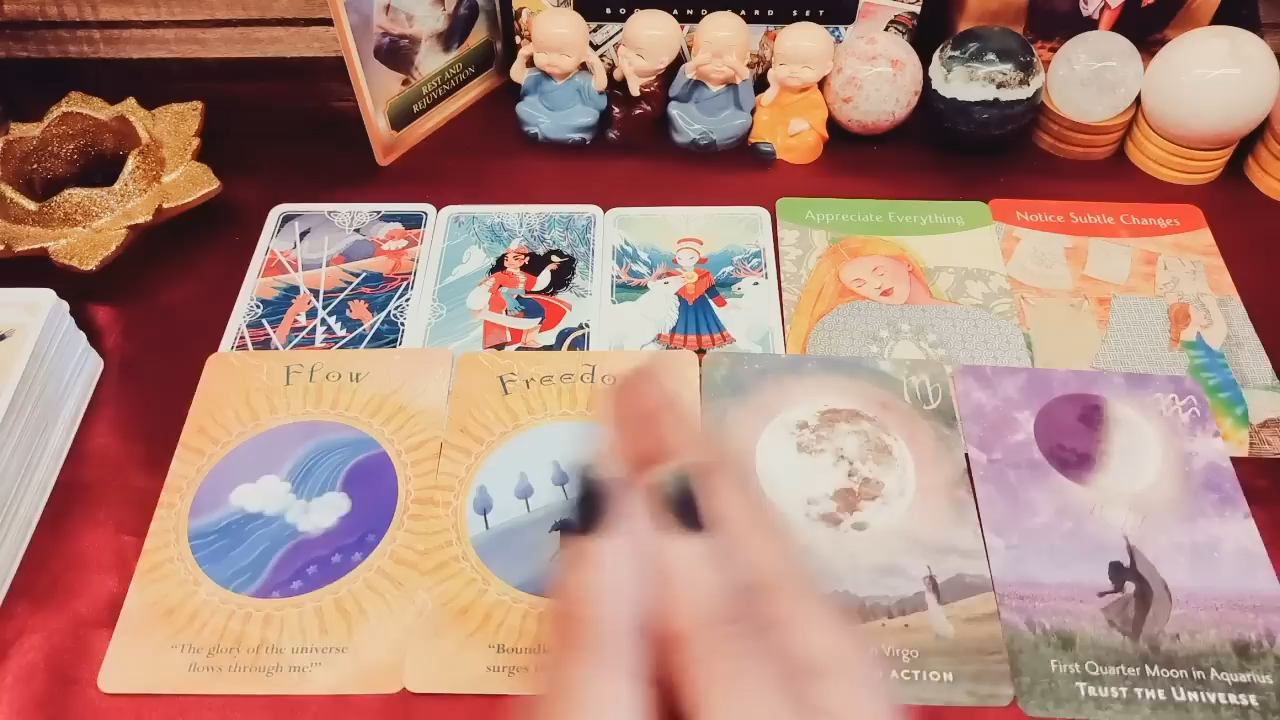 BOOK AND CARD SET
REST AND
REJUVENATION
Appreciate Everything
Notice Subtle Changes
Flow
Freedo
"The glory of the universe
flows through me!"
"Boundl
surges
Virgo
ACTION
First Quarter Moon in Aquarius
TRUST THE UNIVERSE